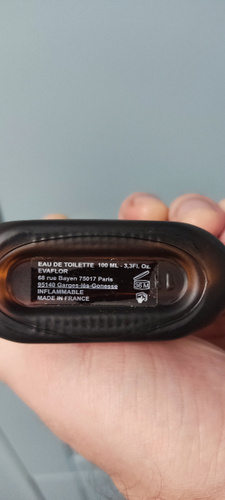 EAU DE TOILETTE 100 ML - 3,3FL Oz.
EVAFLOR
68 rue Bayen 75017 Paris
95140 Garges-lès-Gonesse
INFLAMMABLE
MADE IN FRANCE
36 M